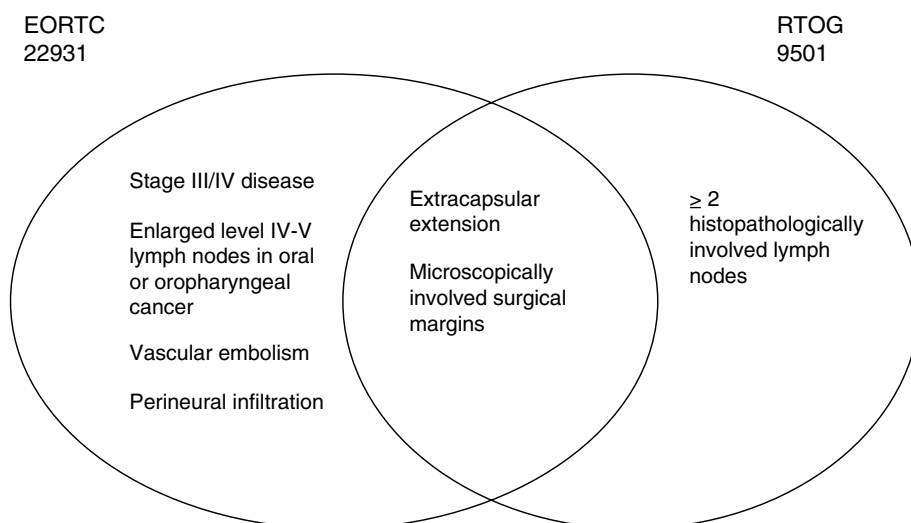 EORTC
22931
RTOG
9501
Stage III/IV disease
Enlarged level IV-V
lymph nodes in oral
or oropharyngeal
cancer
Vascular embolism
Perineural infiltration
Extracapsular
extension
Microscopically
involved surgical
margins
≥ 2
histopathologically
involved lymph
nodes